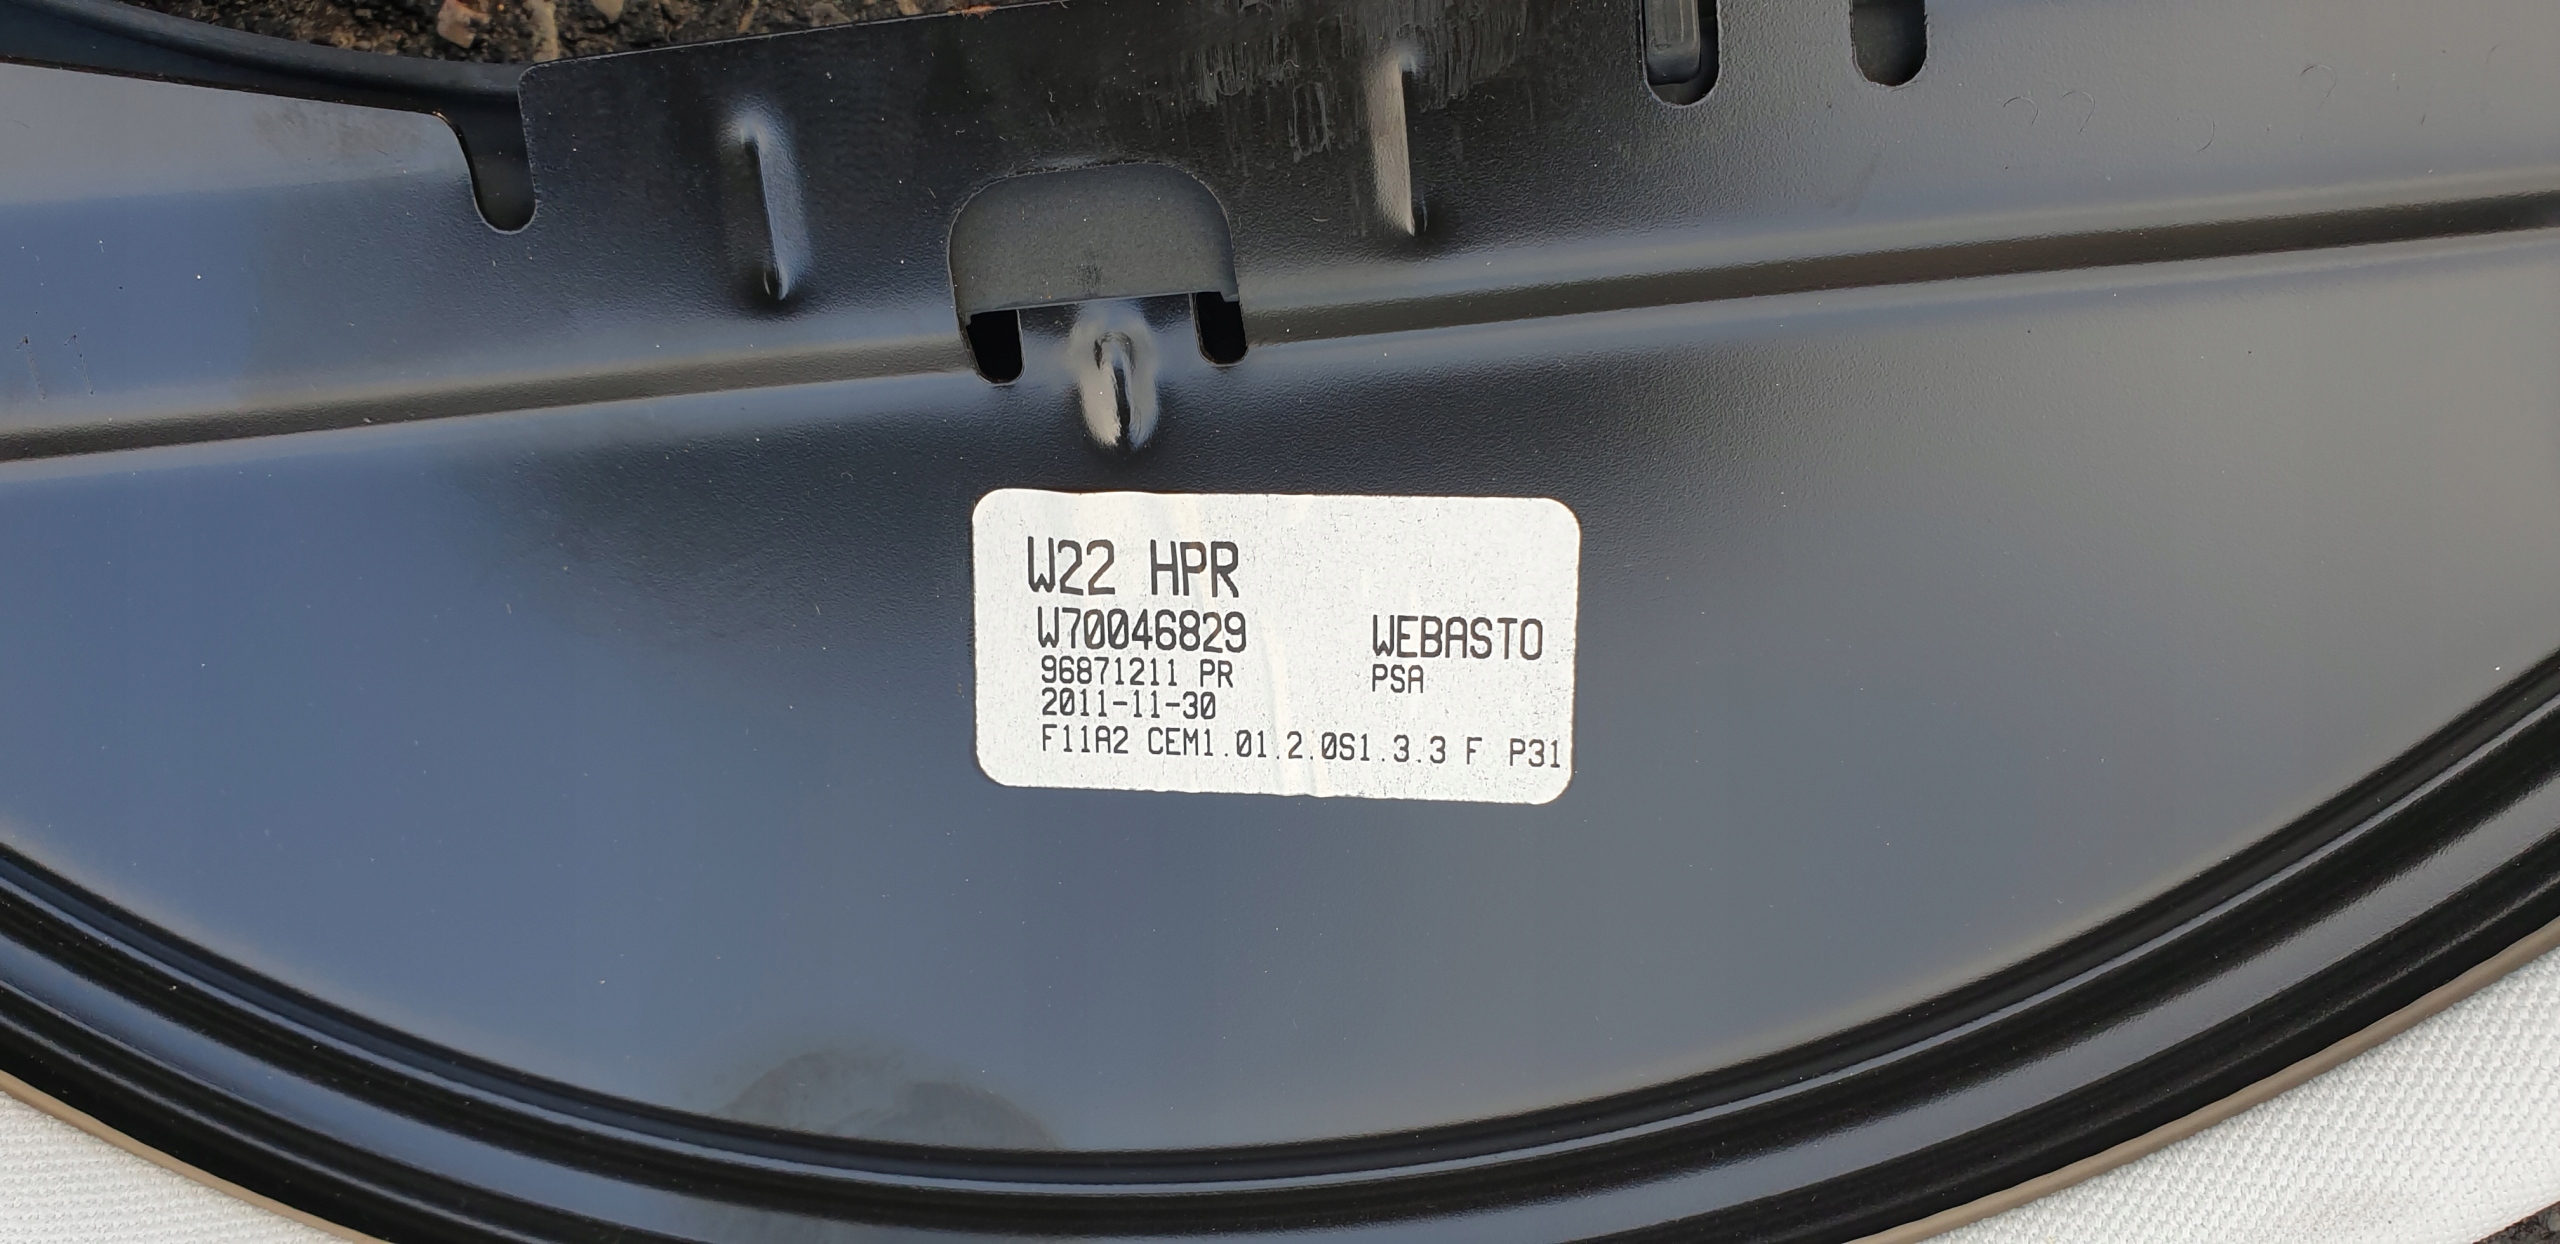 W22 HPR
W70046829 WEBASTO
96871211 PR PSA
2011-11-30
F11A2 CEM1.01.2.0S1.3.3 F P31